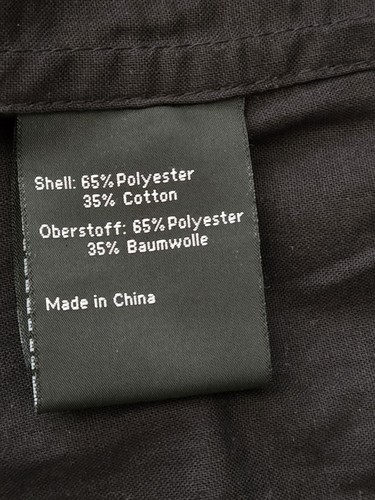 Shell: 65% Polyester
35% Cotton
Oberstoff: 65% Polyester
35% Baumwolle
Made in China